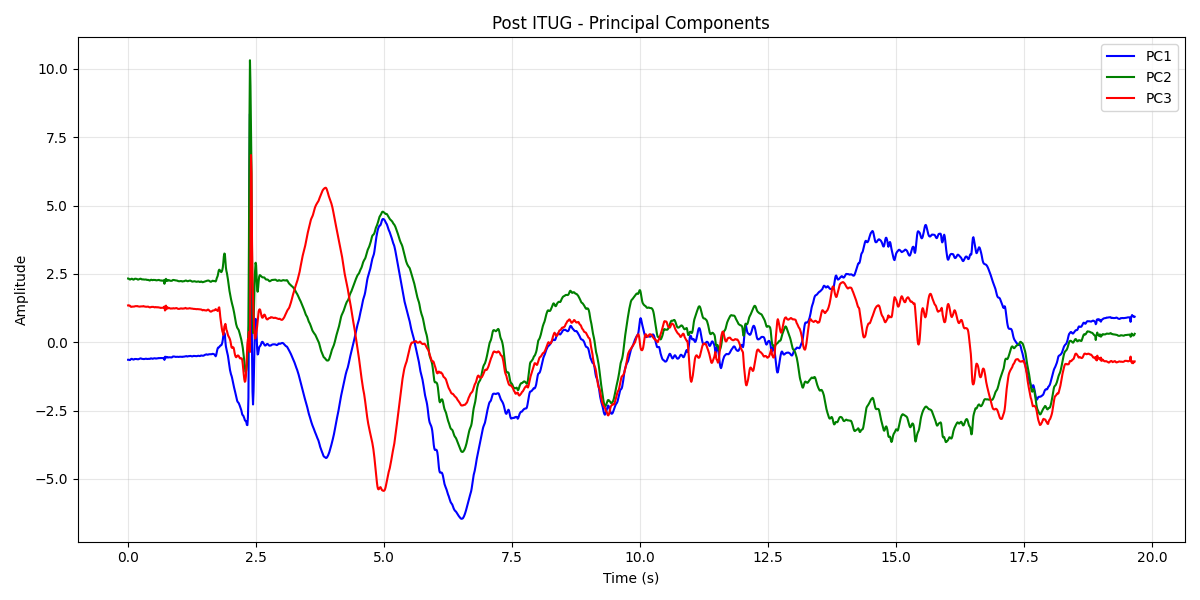 Post ITUG - Principal Components
PC1
PC2
PC3
Amplitude
10.0
7.5
5.0
2.5
0.0
−2.5
−5.0
0.0 2.5 5.0 7.5 10.0 12.5 15.0 17.5 20.0
Time (s)